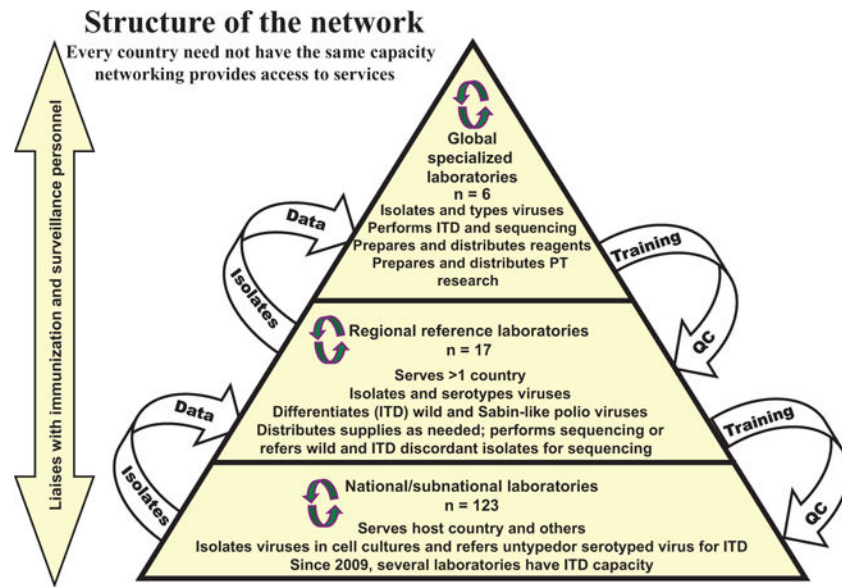 Structure of the network
Every country need not have the same capacity
networking provides access to services
Liaises with immunization and surveillance personnel
Global
specialized
laboratories
n = 6
Isolates and types viruses
Performs ITD and sequencing
Prepares and distributes reagents
Prepares and distributes PT
research
Data
Isolates
Training
QC
Regional reference laboratories
n = 17
Serves >1 country
Isolates and serotypes viruses
Differentiates (ITD) wild and Sabin-like polio viruses
Distributes supplies as needed; performs sequencing or
refers wild and ITD discordant isolates for sequencing
Data
Isolates
Training
QC
National/subnational laboratories
n = 123
Serves host country and others
Isolates viruses in cell cultures and refers untypedor serotyped virus for ITD
Since 2009, several laboratories have ITD capacity